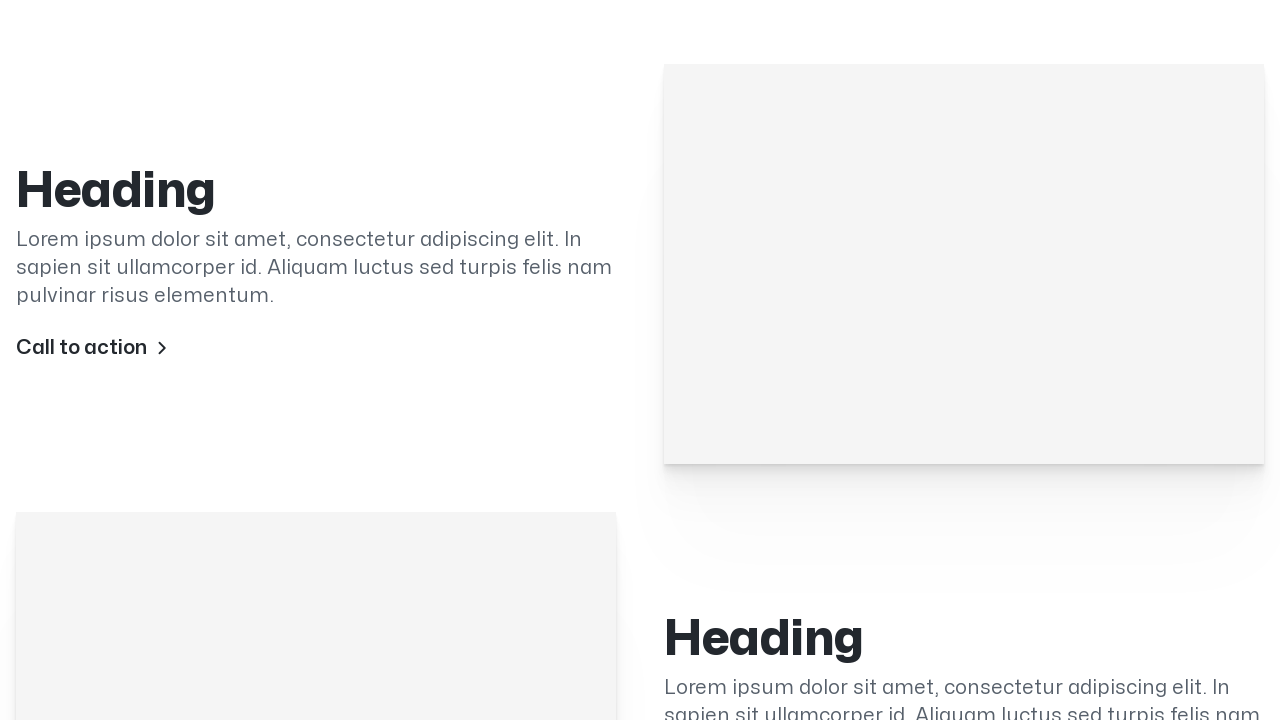 Heading
Lorem ipsum dolor sit amet, consectetur adipiscing elit. In
sapien sit ullamcorper id. Aliquam luctus sed turpis felis nam
pulvinar risus elementum.
Call to action
Heading
Lorem ipsum dolor sit amet, consectetur adipiscing elit. In
sapien sit ullamcorper id. Aliquam luctus sed turpis felis nam